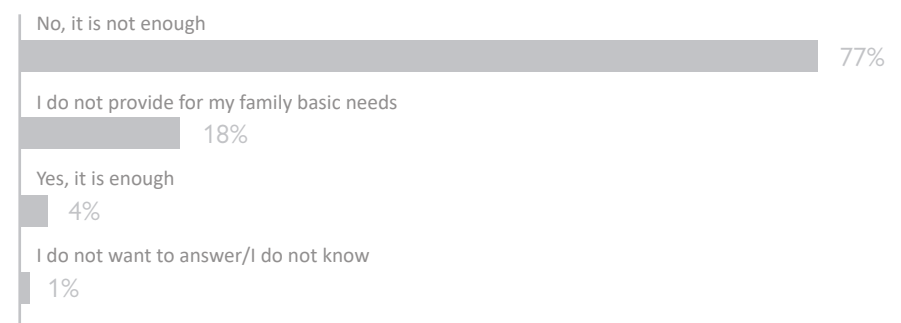 No, it is not enough
77%
I do not provide for my family basic needs
18%
Yes, it is enough
4%
I do not want to answer/I do not know
1%